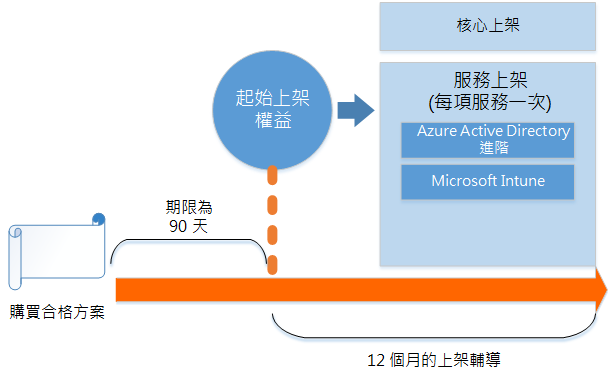 核心上架
起始上架
權益
服務上架
(每項服務一次)
Azure Active Directory
進階
Microsoft Intune
期限為
90 天
購買合格方案
12 個月的上架輔導